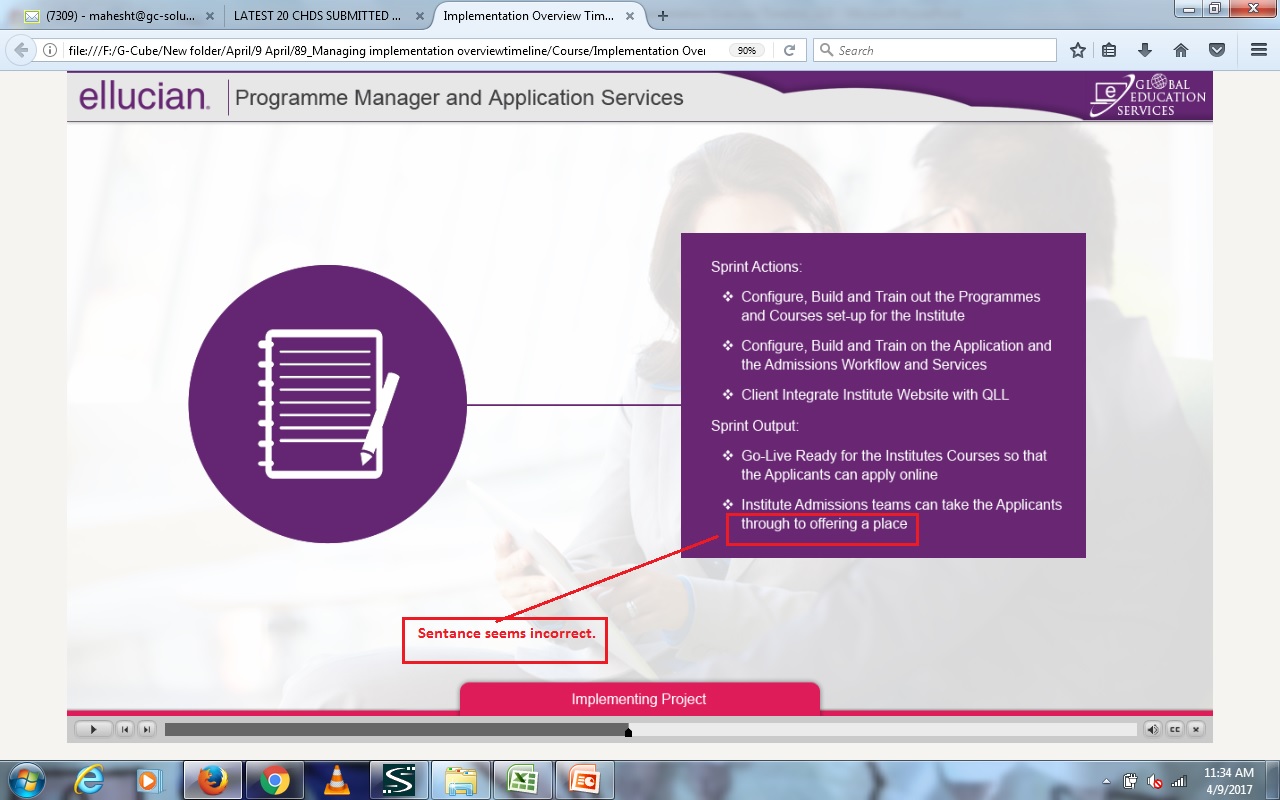 (7309) - mahesht@gc-solu...
LATEST 20 CHDS SUBMITTED ...
Implementation Overview Tim...
file:///F:/G-Cube/New folder/April/9 April/89_Managing implementation overviewtimeline/Course/Implementation Over
90%
Search
ellucian.
Programme Manager and Application Services
e
GLOBAL
EDUCATION
SERVICES
Sprint Actions:
❖ Configure, Build and Train out the Programmes
and Courses set-up for the Institute
❖ Configure, Build and Train on the Application and
the Admissions Workflow and Services
❖ Client Integrate Institute Website with QLL
Sprint Output:
❖ Go-Live Ready for the Institutes Courses so that
the Applicants can apply online
❖ Institute Admissions teams can take the Applicants
through to offering a place
Sentance seems incorrect.
Implementing Project
CC
11:34 AM
4/9/2017